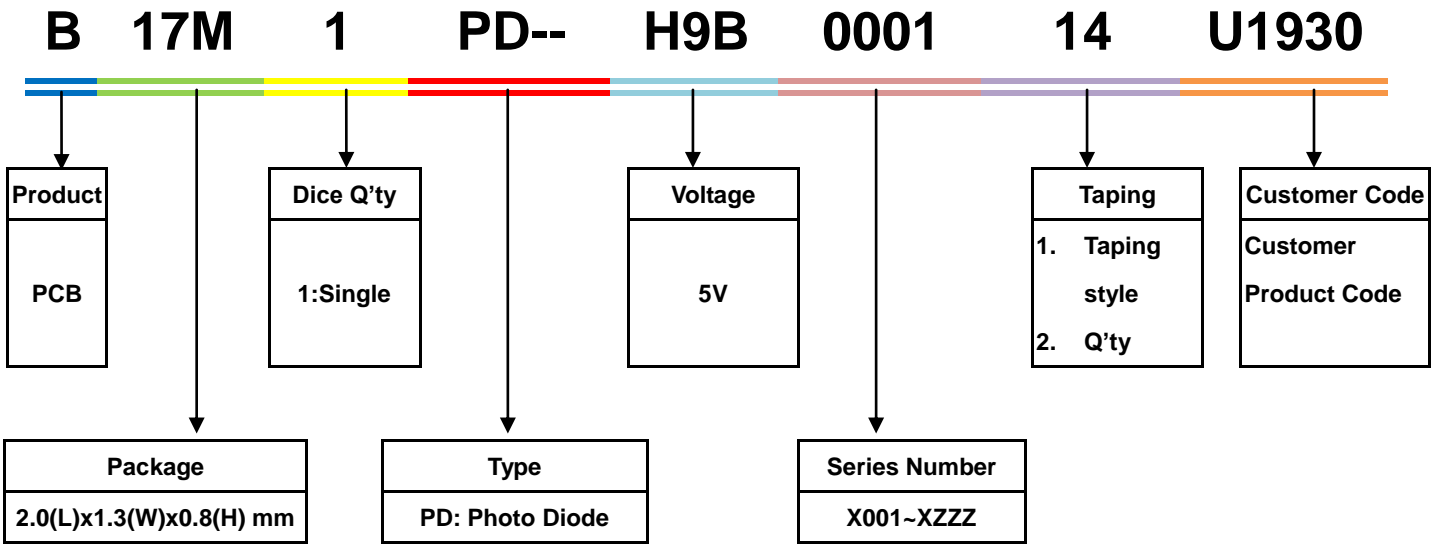 B 17M 1 PD-- H9B 0001 14 U1930
Product
PCB
Dice Q’ty
1:Single
Voltage
5V
Taping
1. Taping
style
2. Q’ty
Customer Code
Customer
Product Code
Package
2.0(L)x1.3(W)x0.8(H) mm
Type
PD: Photo Diode
Series Number
X001~XZZZ